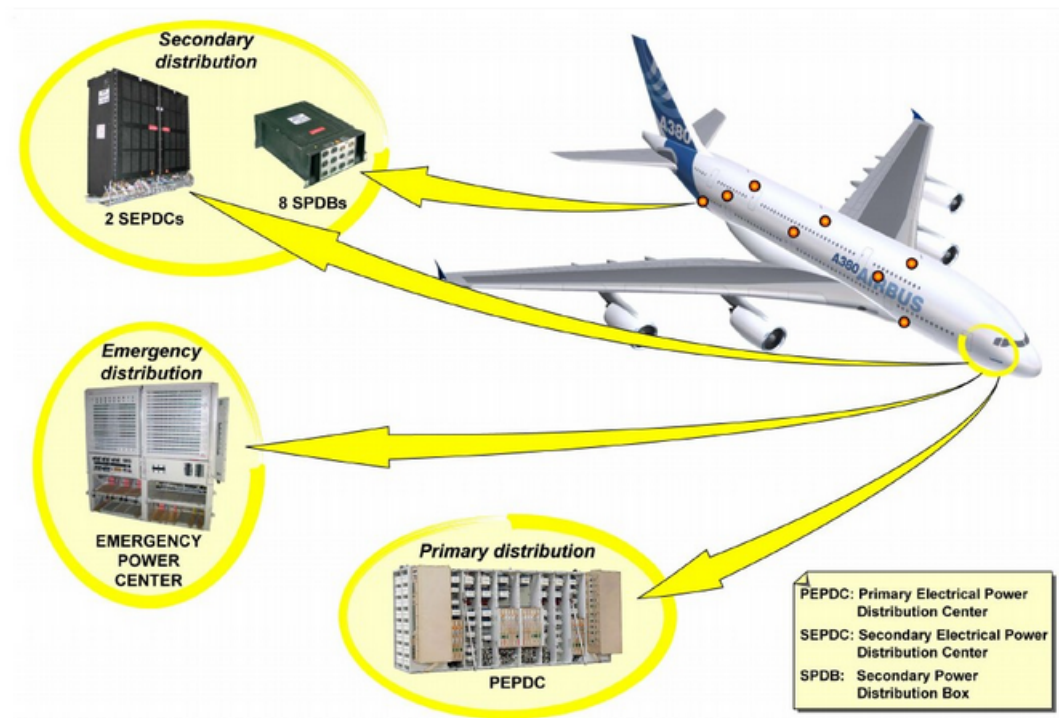 Secondary
distribution
2 SEPDCs
8 SPDBs
A380
A380
AIRBUS
Emergency
distribution
EMERGENCY
POWER
CENTER
Primary distribution
PEPDC
PEPDC: Primary Electrical Power
Distribution Center
SEPDC: Secondary Electrical Power
Distribution Center
SPDB: Secondary Power
Distribution Box